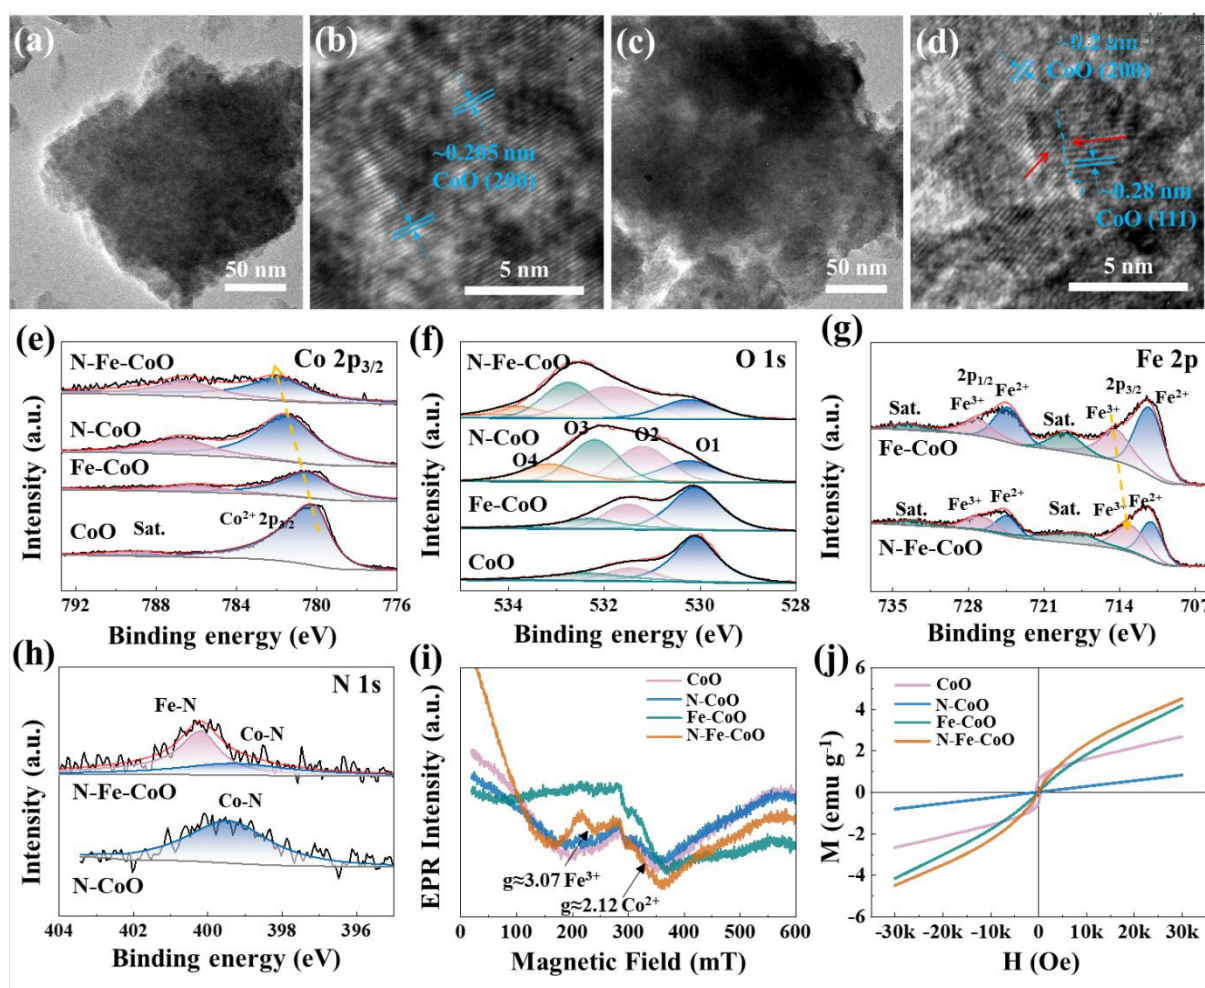 (a)
50 nm
(b)
~0.205 nm
CoO (200)
5 nm
(c)
50 nm
(d)
~0.2 nm
CoO (200)
~0.28 nm
CoO (111)
5 nm
(e)
Co 2p3/2
N-Fe-CoO
N-CoO
Fe-CoO
CoO
Sat.
Co2+ 2p3/2
Intensity (a.u.)
792 788 784 780 776
Binding energy (eV)
(f)
O 1s
N-Fe-CoO
N-CoO
O4 O3 O2 O1
Fe-CoO
CoO
Intensity (a.u.)
534 532 530 528
Binding energy (eV)
(g)
Fe 2p
2p1/2 Fe2+
Fe3+
Sat.
Sat.
2p3/2
Fe3+
Fe2+
Fe-CoO
Sat.
Fe3+ Fe2+
Sat.
Fe3+
Fe2+
N-Fe-CoO
Intensity (a.u.)
735 728 721 714 707
Binding energy (eV)
(h)
N 1s
Fe-N
Co-N
N-Fe-CoO
Co-N
N-CoO
Intensity (a.u.)
404 402 400 398 396
Binding energy (eV)
(i)
CoO
N-CoO
Fe-CoO
N-Fe-CoO
g≈3.07 Fe3+
g≈2.12 Co2+
EPR Intensity (a.u.)
0 100 200 300 400 500 600
Magnetic Field (mT)
(j)
CoO
N-CoO
Fe-CoO
N-Fe-CoO
M (emu g-1)
6
4
2
0
-2
-4
-6
-30k -20k -10k 0 10k 20k 30k
H (Oe)